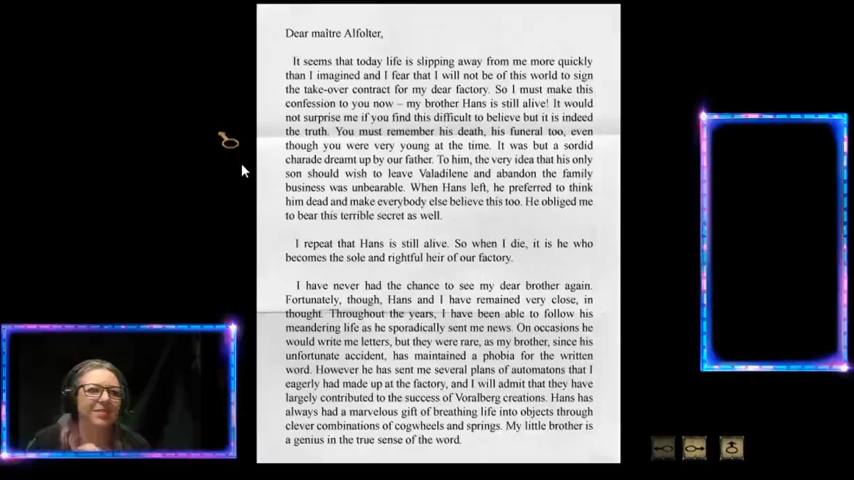 Dear maître Alfolter,
It seems that today life is slipping away from me more quickly
than I imagined and I fear that I will not be of this world to sign
the take-over contract for my dear factory. So I must make this
confession to you now – my brother Hans is still alive! It would
not surprise me if you find this difficult to believe but it is indeed
the truth. You must remember his death, his funeral too, even
though you were very young at the time. It was but a sordid
charade dreamt up by our father. To him, the very idea that his only
son should wish to leave Valadilene and abandon the family
business was unbearable. When Hans left, he preferred to think
him dead and make everybody else believe this too. He obliged me
to bear this terrible secret as well.
I repeat that Hans is still alive. So when I die, it is he who
becomes the sole and rightful heir of our factory.
I have never had the chance to see my dear brother again.
Fortunately, though, Hans and I have remained very close, in
thought. Throughout the years, I have been able to follow his
meandering life as he sporadically sent me news. On occasions he
would write me letters, but they were rare, as my brother, since his
unfortunate accident, has maintained a phobia for the written
word. However he has sent me several plans of automatons that I
eagerly had made up at the factory, and I will admit that they have
largely contributed to the success of Voralberg creations. Hans has
always had a marvelous gift of breathing life into objects through
clever combinations of cogwheels and springs. My little brother is
a genius in the true sense of the word.